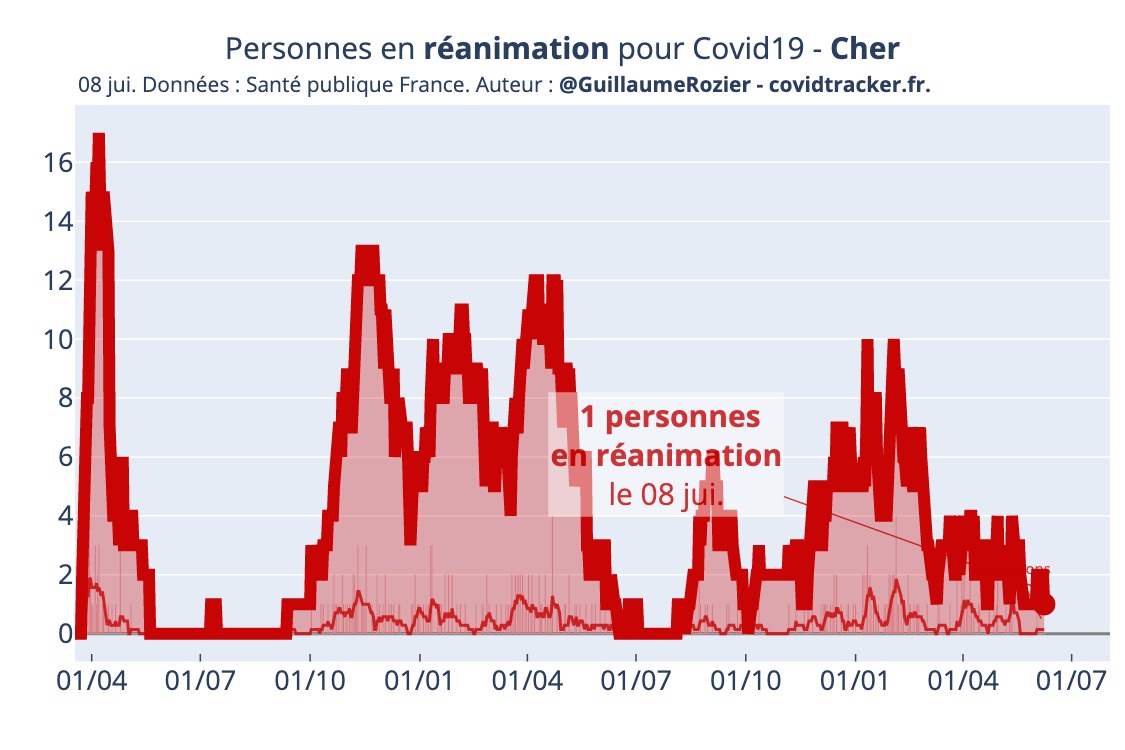 Personnes en réanimation pour Covid19 - Cher
08 jui. Données : Santé publique France. Auteur : @GuillaumeRozier - covidtracker.fr.
16
14
12
10
8
6
4
2
0
1 personnes
en réanimation
le 08 jui.
01/04 01/07 01/10 01/01 01/04 01/07 01/10 01/01 01/04 01/07